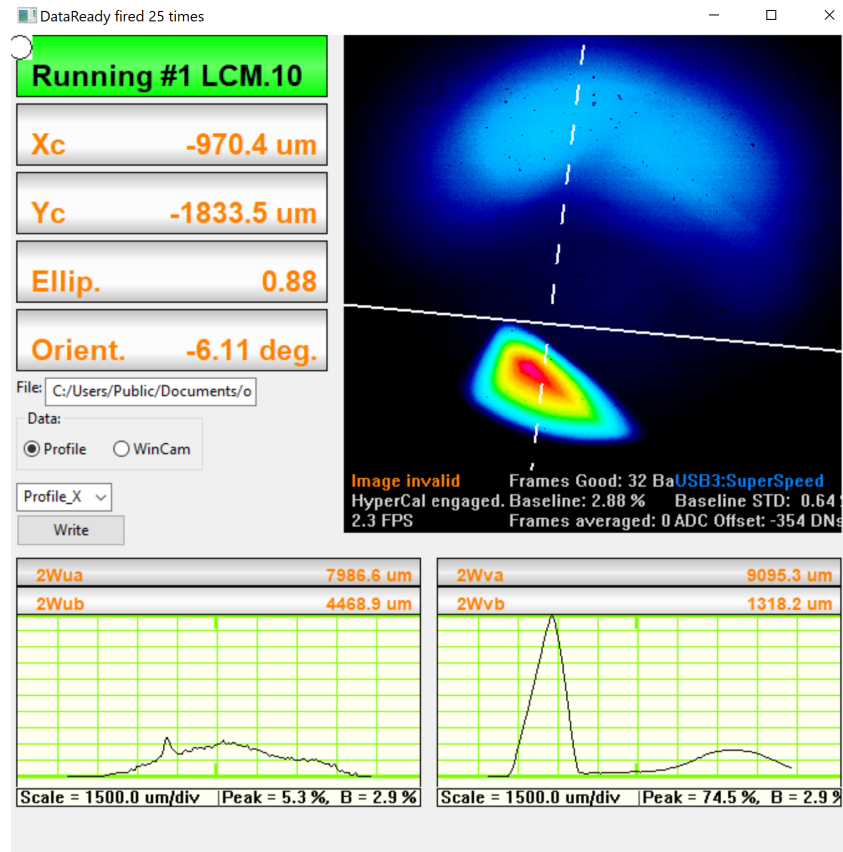 DataReady fired 25 times
Running #1 LCM.10
Xc -970.4 um
Yc -1833.5 um
Ellip. 0.88
Orient. -6.11 deg.
File: C:/Users/Public/Documents/o
Data:
Profile WinCam
Profile_X
Write
Image invalid Frames Good: 32 Ba USB3:SuperSpeed
HyperCal engaged. Baseline: 2.88 % Baseline STD: 0.64
2.3 FPS Frames averaged: 0 ADC Offset: -354 DNs
2Wua 7986.6 um
2Wub 4468.9 um
Scale = 1500.0 um/div Peak = 5.3 %, B = 2.9 %
2Wva 9095.3 um
2Wvb 1318.2 um
Scale = 1500.0 um/div Peak = 74.5 %, B = 2.9 %